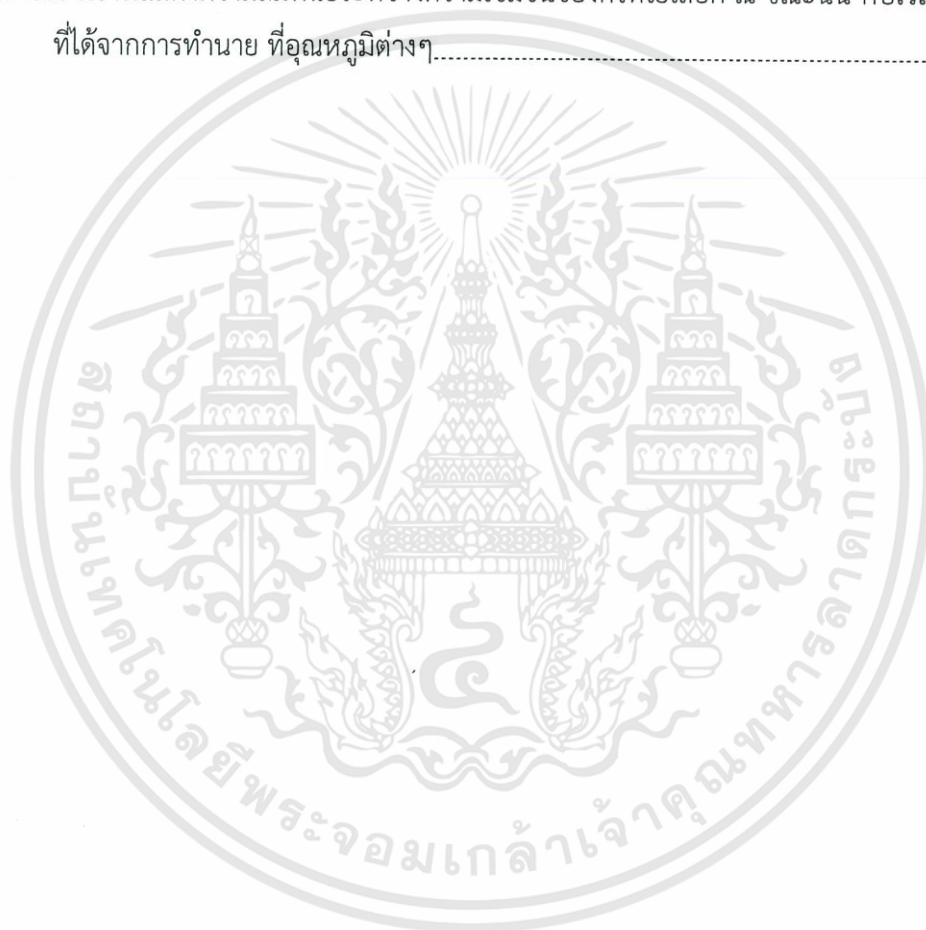 ที่ได้จากการทำนาย ที่อุณหภูมิต่างๆ
สถาบันเทคโนโลยีพระจอมเกล้าเจ้าคุณทหารลาดกระบัง
๔